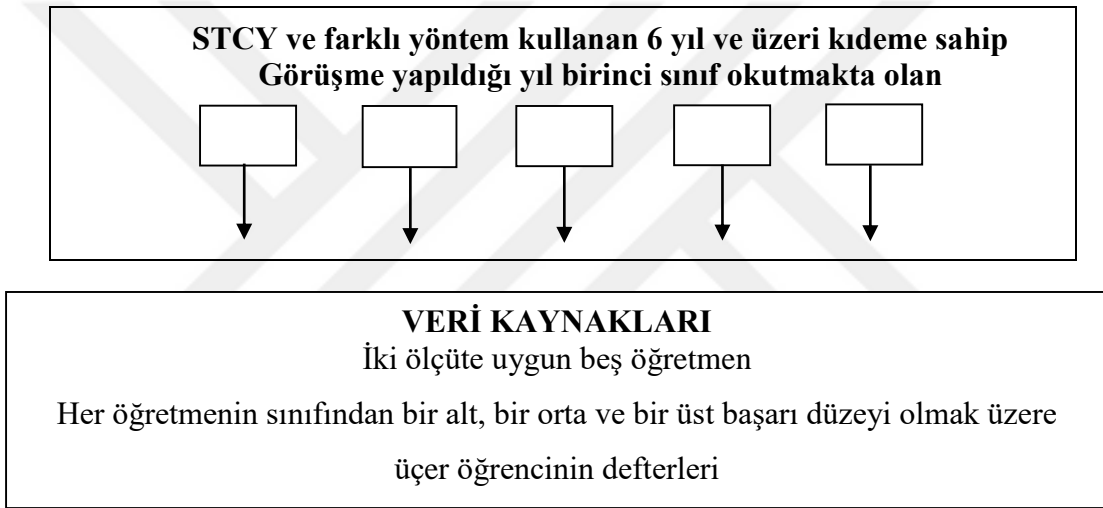 STCY ve farklı yöntem kullanan 6 yıl ve üzeri kıdeme sahip
Görüşme yapıldığı yıl birinci sınıf okutmakta olan
VERİ KAYNAKLARI
İki ölçüte uygun beş öğretmen
Her öğretmenin sınıfından bir alt, bir orta ve bir üst başarı düzeyi olmak üzere
üçer öğrencinin defterleri